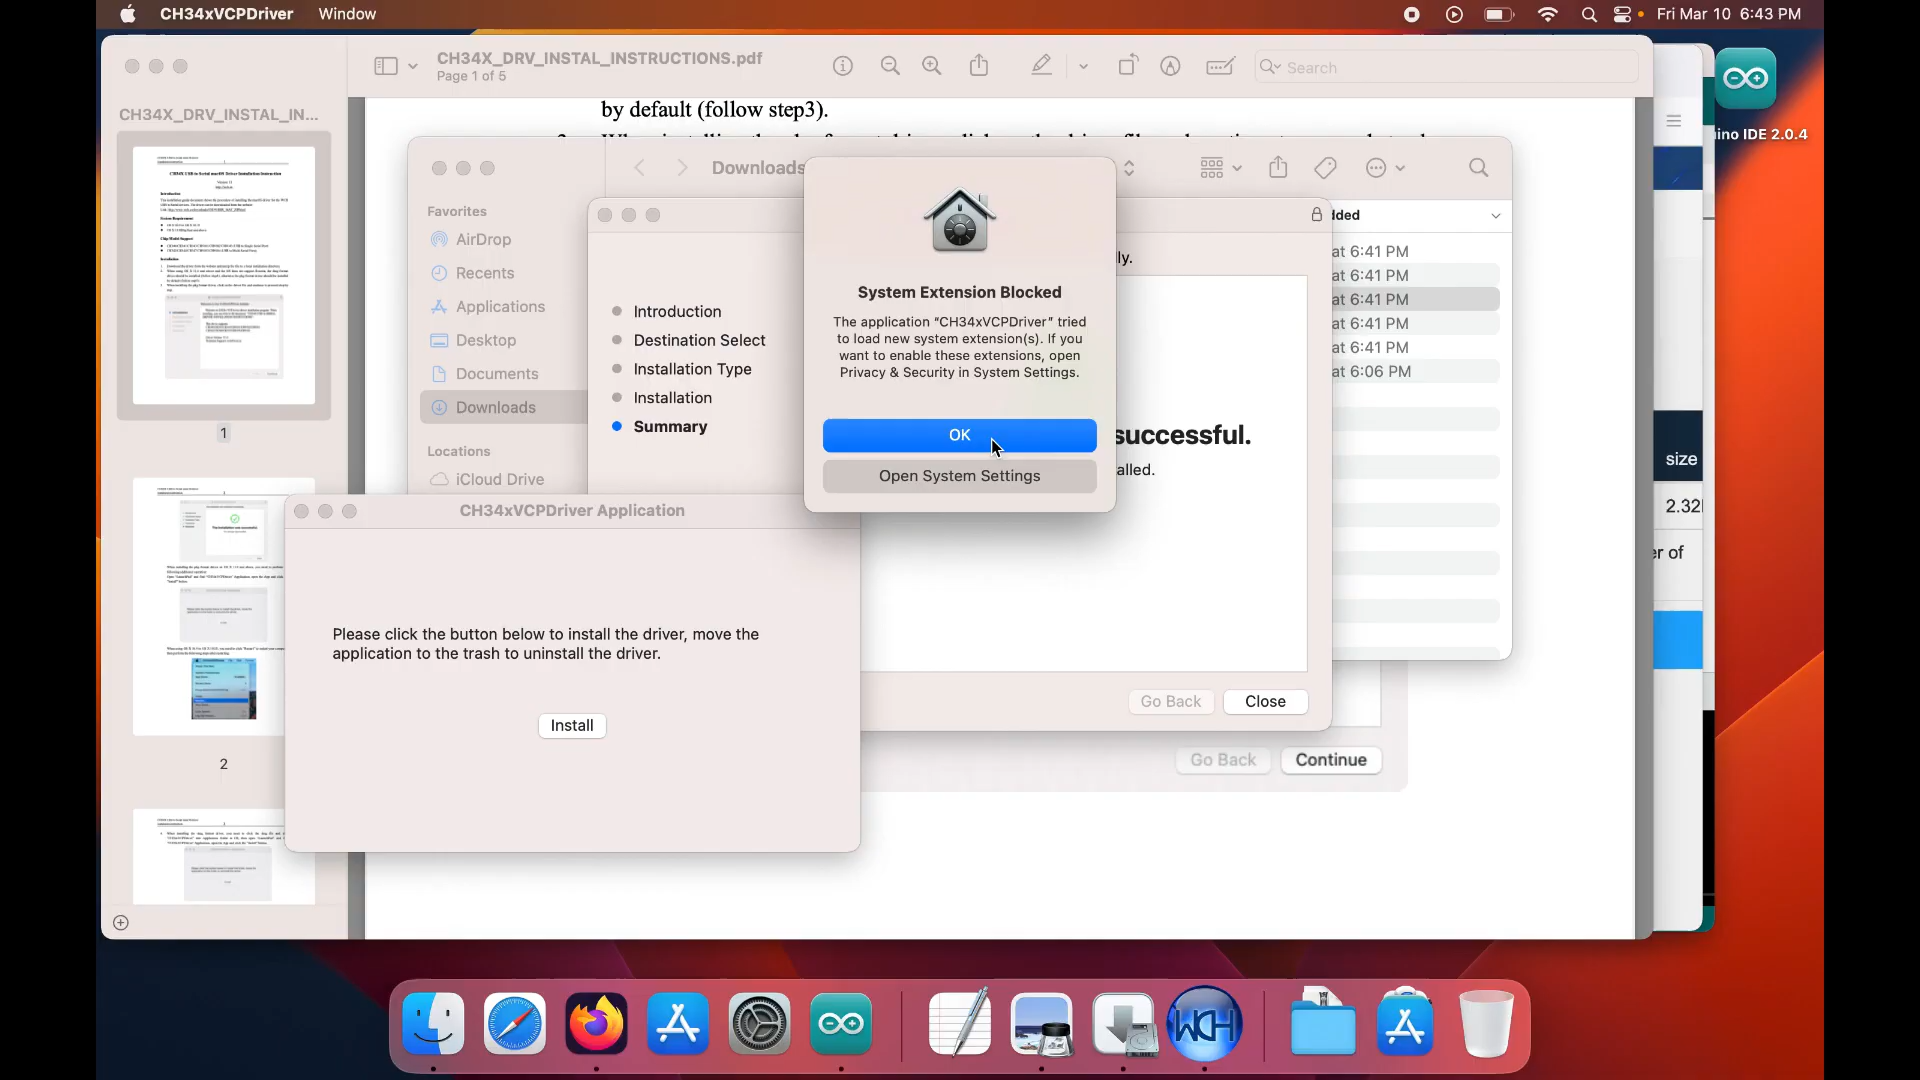 CH34xVCPDriver Window
Fri Mar 10 6:43 PM
CH34X_DRV_INSTAL_INSTRUCTIONS.pdf
Page 1 of 5
Search
CH34X_DRV_INSTAL_IN...
1
2
by default (follow step3).
ino IDE 2.0.4
Downloads
Favorites
AirDrop
Recents
Applications
Desktop
Documents
Downloads
Locations
iCloud Drive
dded
at 6:41 PM
at 6:41 PM
at 6:41 PM
at 6:41 PM
at 6:41 PM
at 6:06 PM
Introduction
Destination Select
Installation Type
Installation
Summary
ly.
successful.
alled.
Go Back
Close
Go Back
Continue
System Extension Blocked
The application "CH34xVCPDriver" tried
to load new system extension(s). If you
want to enable these extensions, open
Privacy & Security in System Settings.
OK
Open System Settings
CH34xVCPDriver Application
Please click the button below to install the driver, move the
application to the trash to uninstall the driver.
Install
size
2.32
er of
WCH